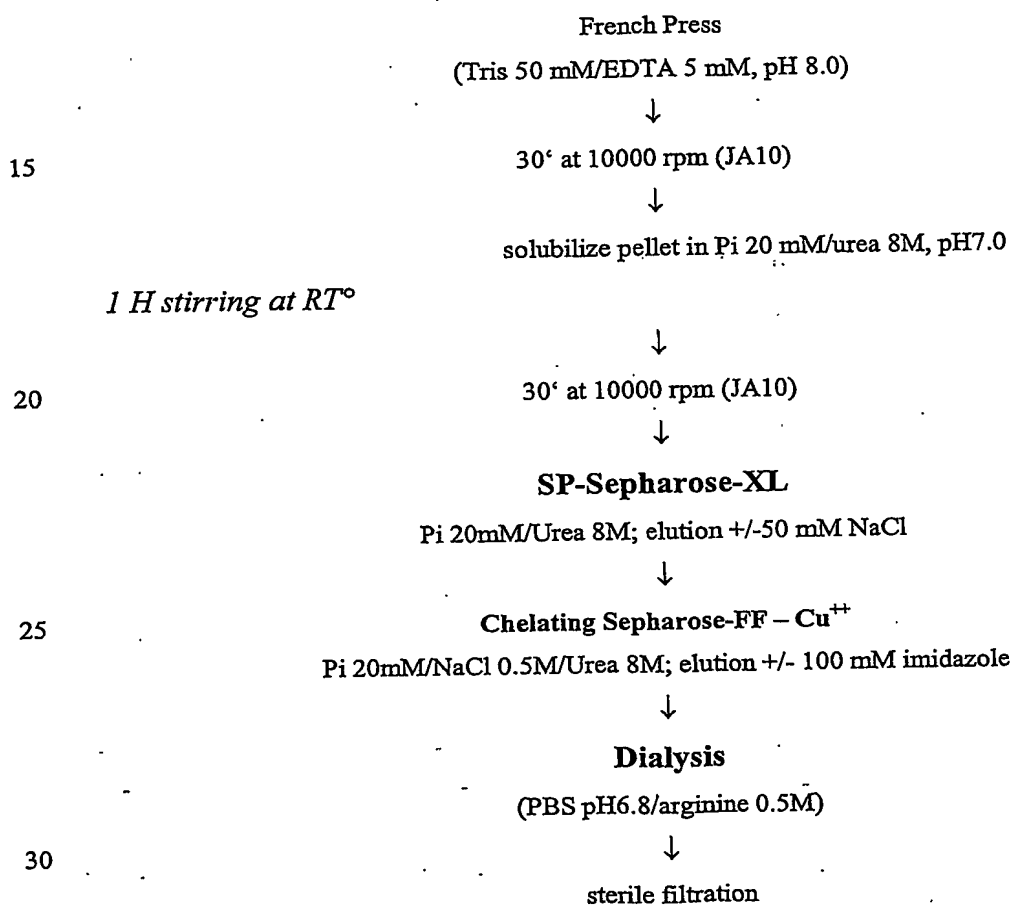 French Press
(Tris 50 mM/EDTA 5 mM, pH 8.0)
↓
15 30‘ at 10000 rpm (JA10)
↓
solubilize pellet in Pi 20 mM/urea 8M, pH7.0
1 H stirring at RT°
↓
20 30‘ at 10000 rpm (JA10)
↓
SP-Sepharose-XL
Pi 20mM/Urea 8M; elution +/-50 mM NaCl
↓
25 Chelating Sepharose-FF – Cu⁺⁺
Pi 20mM/NaCl 0.5M/Urea 8M; elution +/- 100 mM imidazole
↓
Dialysis
(PBS pH6.8/arginine 0.5M)
↓
30
sterile filtration